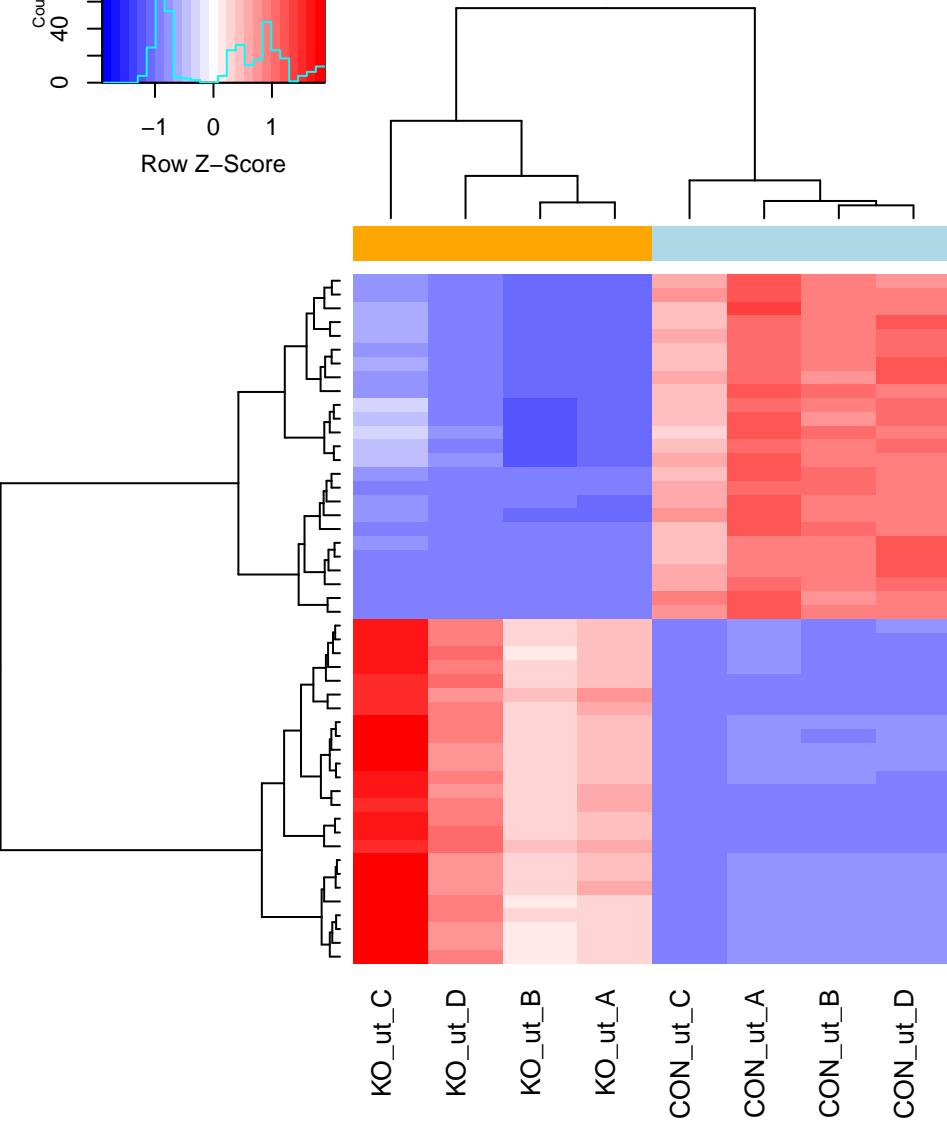 40
0
−1 0 1
Row Z−Score
KO_ut_C
KO_ut_D
KO_ut_B
KO_ut_A
CON_ut_C
CON_ut_A
CON_ut_B
CON_ut_D